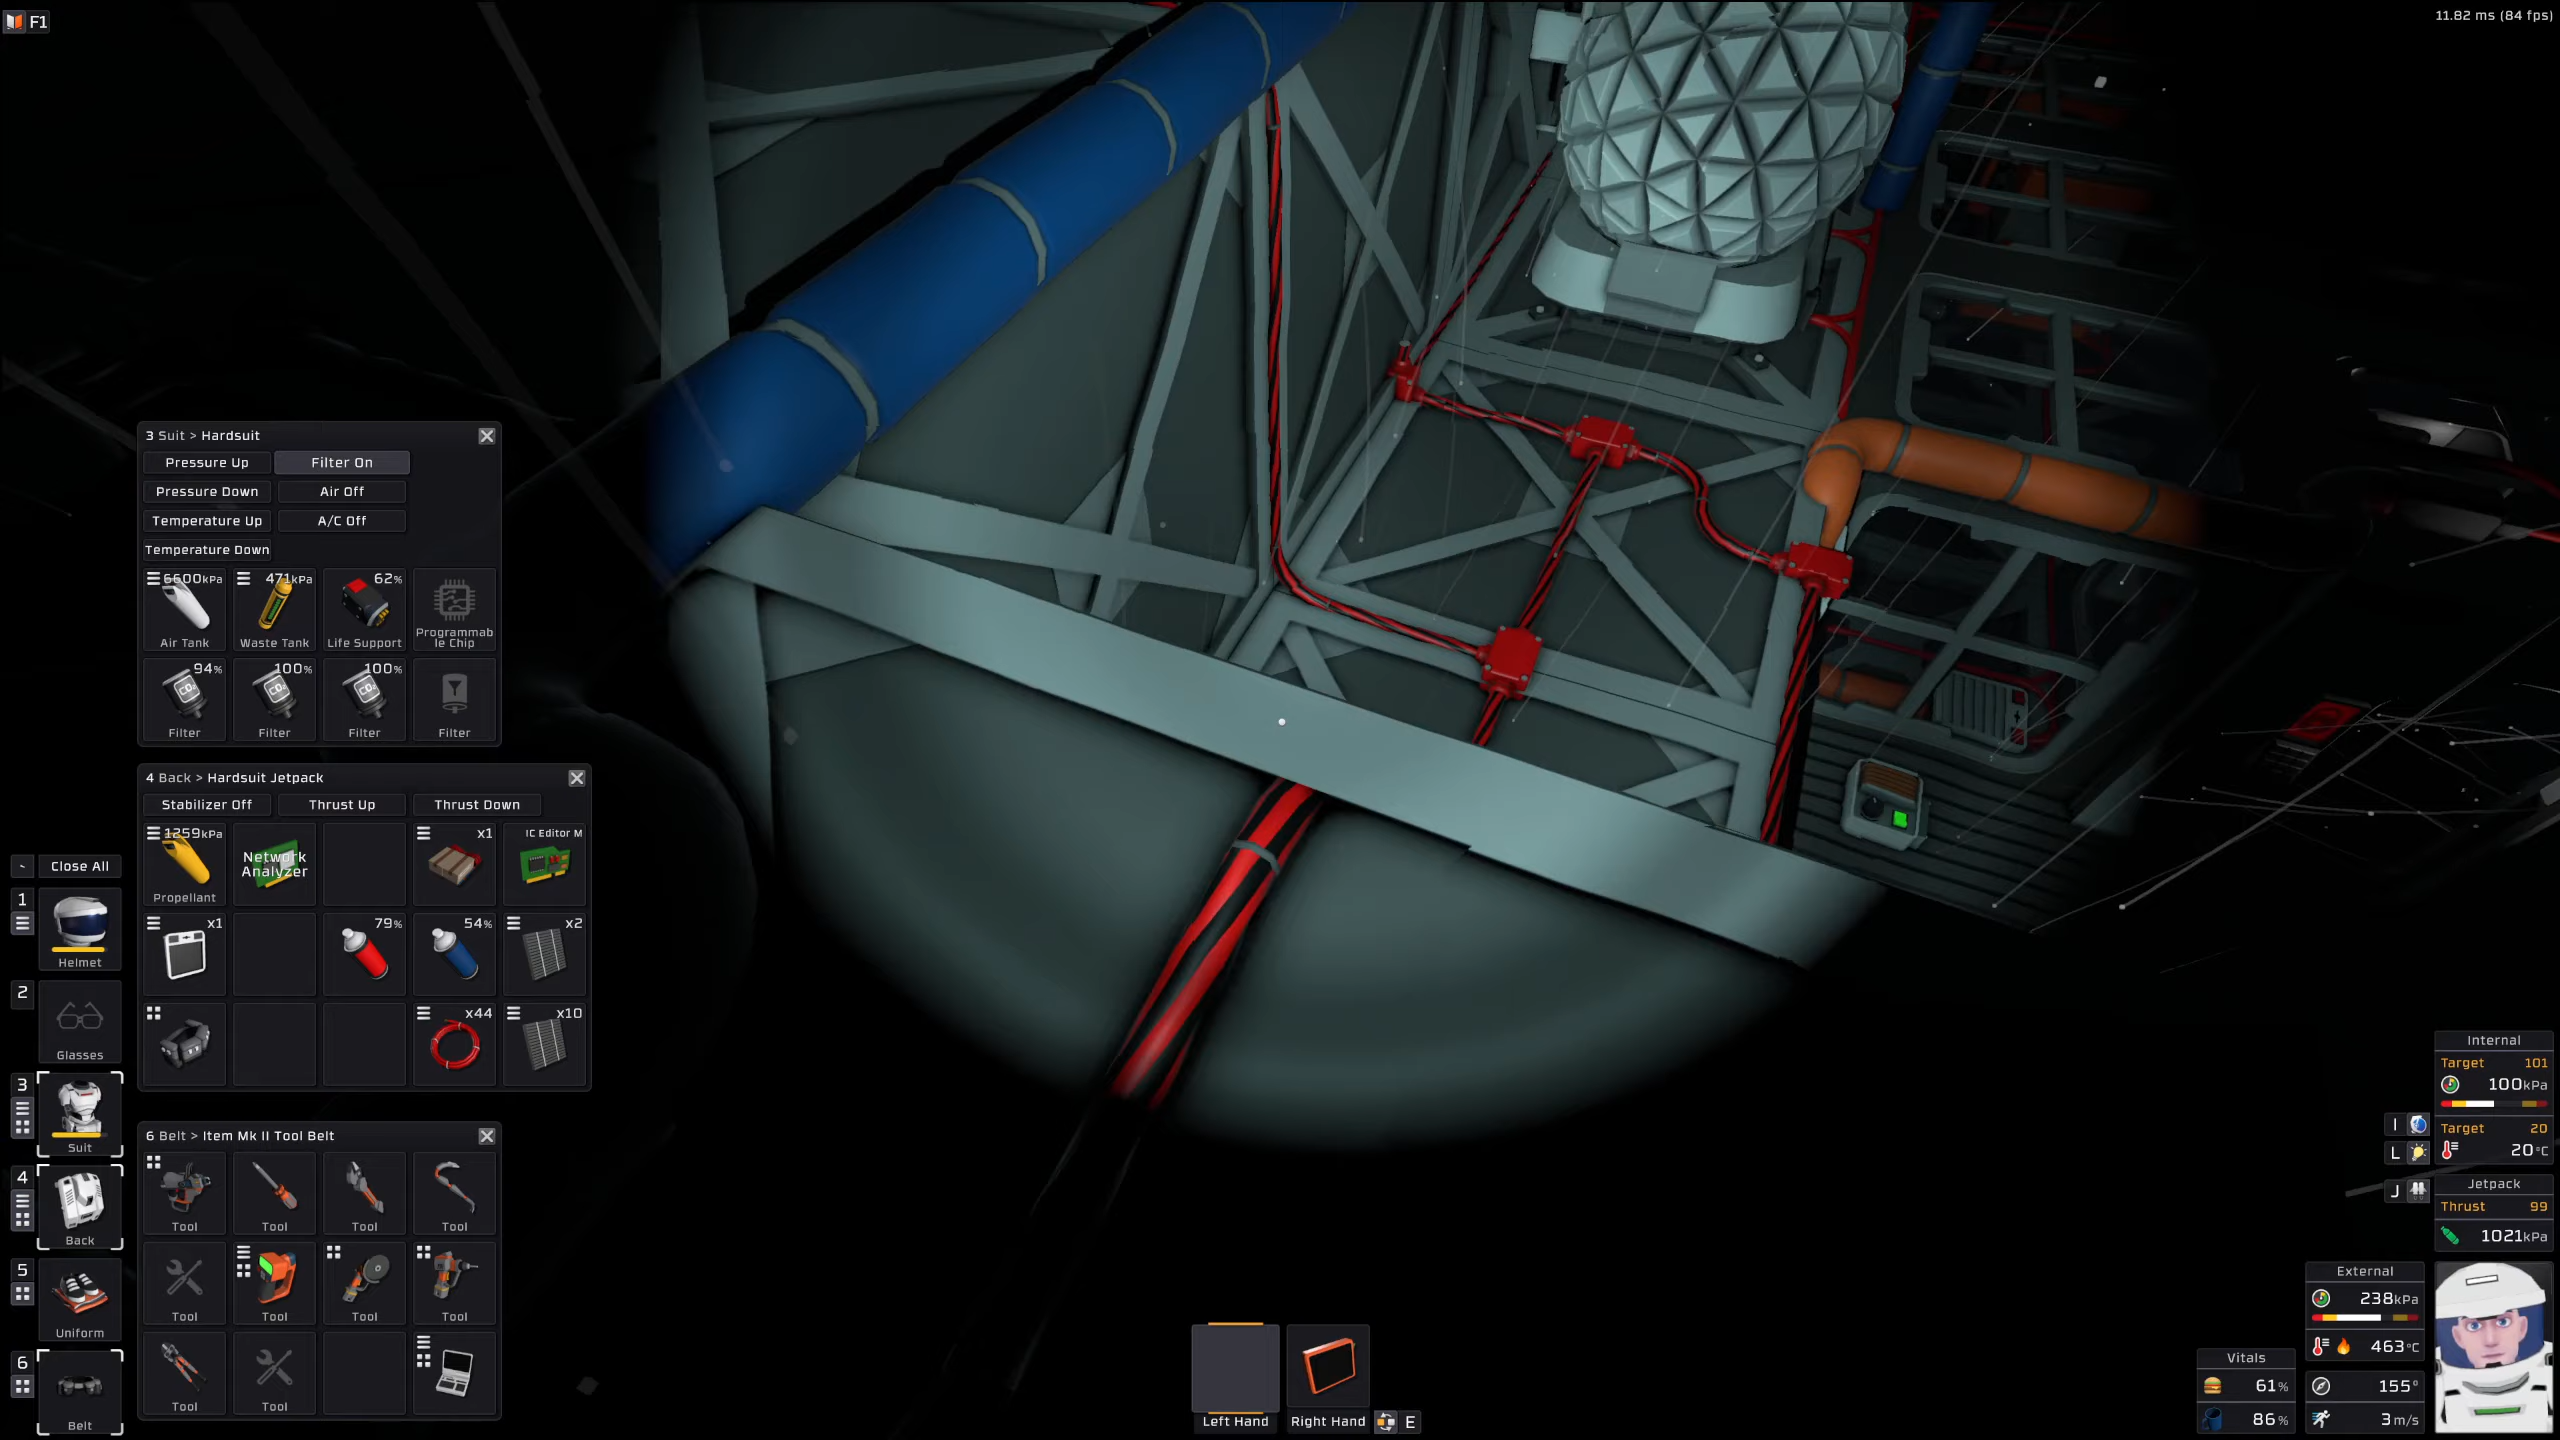 F1
11.82 ms (84 fps)
3 Suit > Hardsuit
Pressure Up
Filter On
Pressure Down
Air Off
Temperature Up
A/C Off
Temperature Down
6600kPa
Air Tank
471kPa
Waste Tank
62%
Life Support
Programmab
le Chip
94%
CO₂
Filter
100%
CO₂
Filter
100%
CO₂
Filter
Filter
4 Back > Hardsuit Jetpack
Stabilizer Off
Thrust Up
Thrust Down
1259kPa
Propellant
Network
Analyzer
x1
IC Editor M
x1
79%
54%
x2
x44
x10
~
Close All
1
Helmet
2
Glasses
3
Suit
4
Back
5
Uniform
6
Belt
6 Belt > Item Mk II Tool Belt
Tool
Tool
Tool
Tool
Tool
Tool
Tool
Tool
Tool
Tool
Left Hand
Right Hand
E
Internal
Target 101
100kPa
Target 20
20°C
I
L
J
Jetpack
Thrust 99
1021kPa
External
238kPa
463°C
155°
3m/s
Vitals
61%
86%